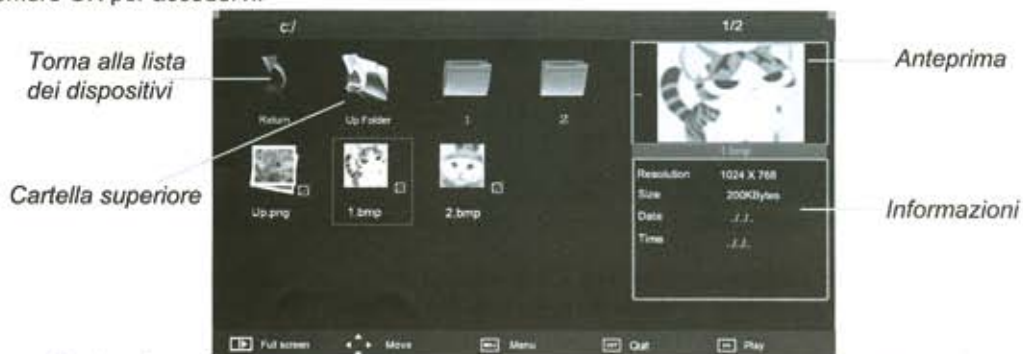 OK per accedervi.
c:/
1/2
Torna alla lista
dei dispositivi
Anteprima
Return
Up Folder
1
2
1.bmp
Cartella superiore
Up.png
1.bmp
2.bmp
Resolution 1024 X 768
Size 200KBytes
Date ../../..
Time ../../..
Informazioni
Full screen
Move
Menu
Quit
Play